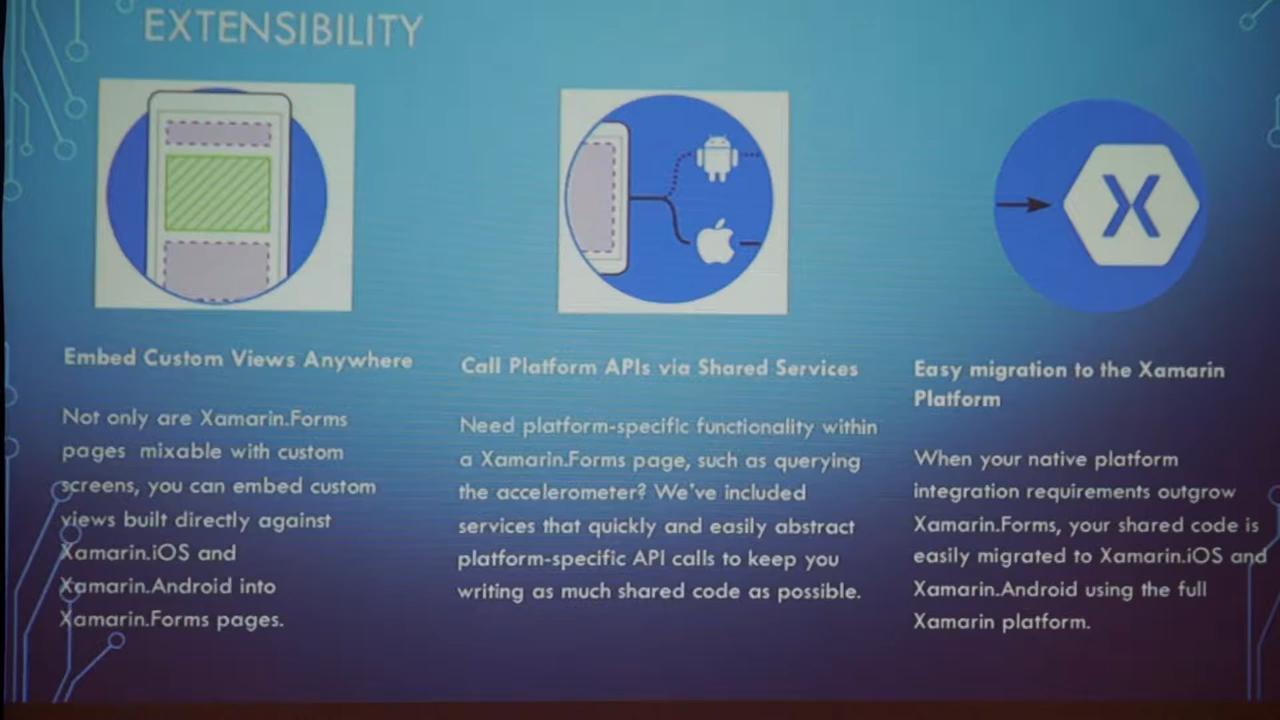 EXTENSIBILITY
Embed Custom Views Anywhere
Not only are Xamarin.Forms
pages mixable with custom
screens, you can embed custom
views built directly against
Xamarin.iOS and
Xamarin.Android into
Xamarin.Forms pages.
Call Platform APIs via Shared Services
Need platform-specific functionality within
a Xamarin.Forms page, such as querying
the accelerometer? We've included
services that quickly and easily abstract
platform-specific API calls to keep you
writing as much shared code as possible.
Easy migration to the Xamarin
Platform
When your native platform
integration requirements outgrow
Xamarin.Forms, your shared code is
easily migrated to Xamarin.iOS and
Xamarin.Android using the full
Xamarin platform.